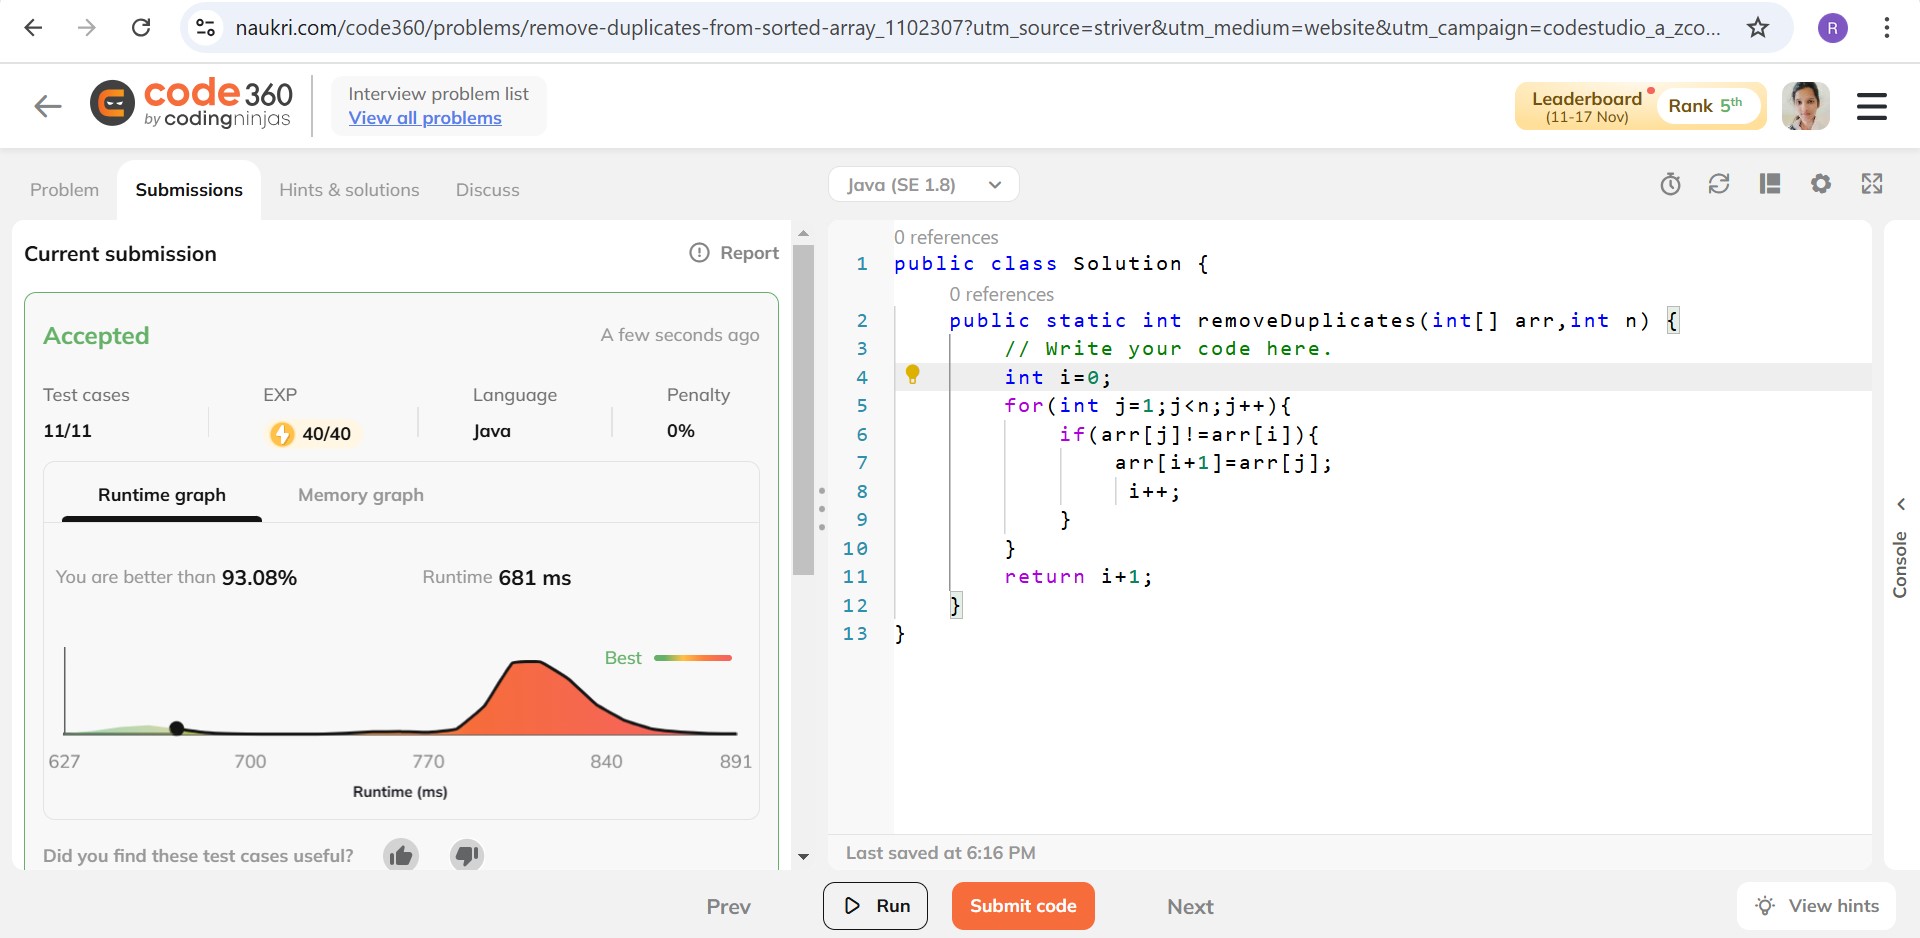 naukri.com/code360/problems/remove-duplicates-from-sorted-array_1102307?utm_source=striver&utm_medium=website&utm_campaign=codestudio_a_zco...
R
code 360
by codingninjas
Interview problem list
View all problems
Leaderboard
(11-17 Nov)
Rank 5th
Problem
Submissions
Hints & solutions
Discuss
Java (SE 1.8)
Current submission
Report
Accepted
A few seconds ago
Test cases
EXP
Language
Penalty
11/11
40/40
Java
0%
Runtime graph
Memory graph
You are better than 93.08%
Runtime 681 ms
Best
627
700
770
840
891
Runtime (ms)
Did you find these test cases useful?
0 references
1 public class Solution {
0 references
2 public static int removeDuplicates(int[] arr,int n) {
3 // Write your code here.
4 int i=0;
5 for(int j=1;j<n;j++){
6 if(arr[j]!=arr[i]){
7 arr[i+1]=arr[j];
8 i++;
9 }
10 }
11 return i+1;
12 }
13 }
Console
Last saved at 6:16 PM
Prev
Run
Submit code
Next
View hints